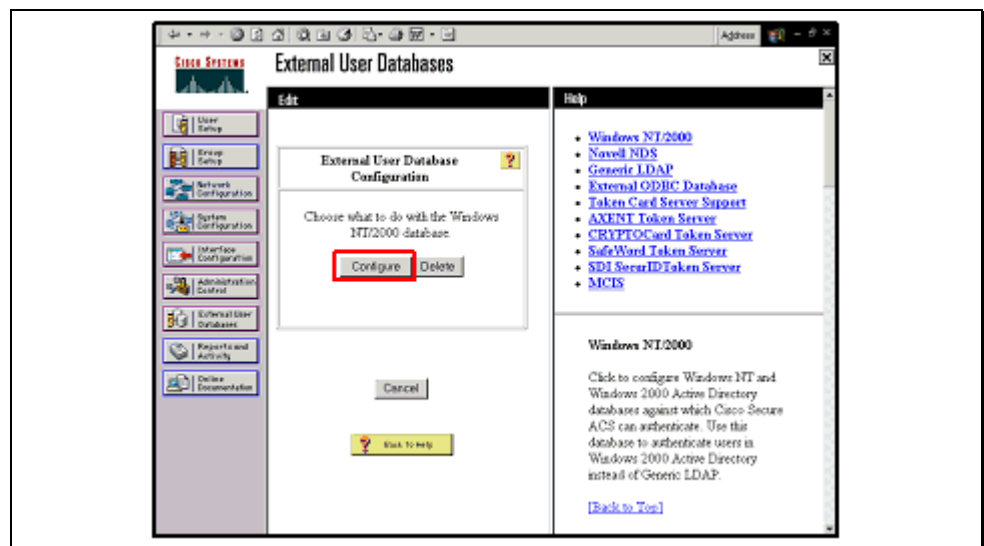 Address
CISCO SYSTEMS
External User Databases
Edit
Help
User
Setup
Group
Setup
Network
Configuration
System
Configuration
Interface
Configuration
Administration
Control
External User
Databases
Reports and
Activity
Online
Documentation
External User Database
Configuration
Choose what to do with the Windows
NT/2000 database.
Configure
Delete
Cancel
Back to Help
Windows NT/2000
Novell NDS
Generic LDAP
External ODBC Database
Token Card Server Support
AXENT Token Server
CRYPTOCard Token Server
SafeWord Token Server
SDI SecurIDToken Server
MCIS
Windows NT/2000
Click to configure Windows NT and
Windows 2000 Active Directory
databases against which Cisco Secure
ACS can authenticate. Use this
database to authenticate users in
Windows 2000 Active Directory
instead of Generic LDAP.
[Back to Top]